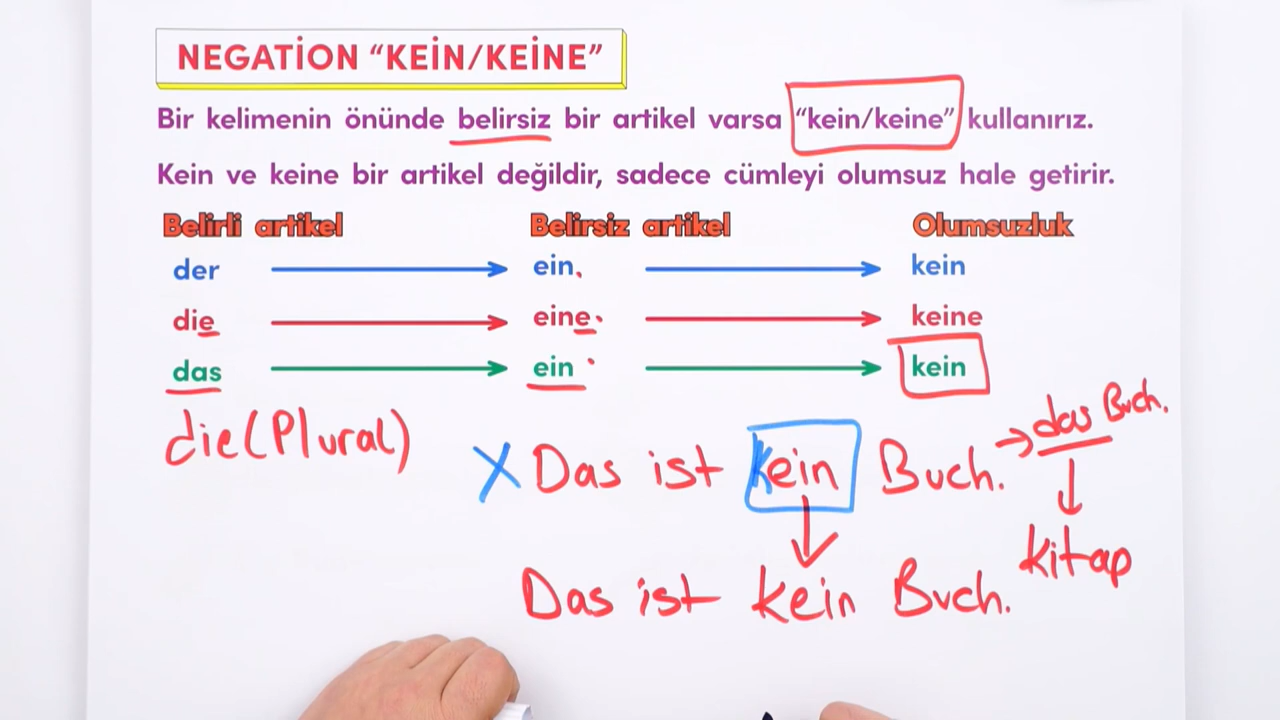 NEGATİON “KEİN/KEİNE”
Bir kelimenin önünde belirsiz bir artikel varsa “kein/keine” kullanırız.
Kein ve keine bir artikel değildir, sadece cümleyi olumsuz hale getirir.
Belirli artikel Belirsiz artikel Olumsuzluk
der ein kein
die eine keine
das ein kein
die (Plural)
X Das ist kein Buch. das Buch.
kitap
Das ist kein Buch.